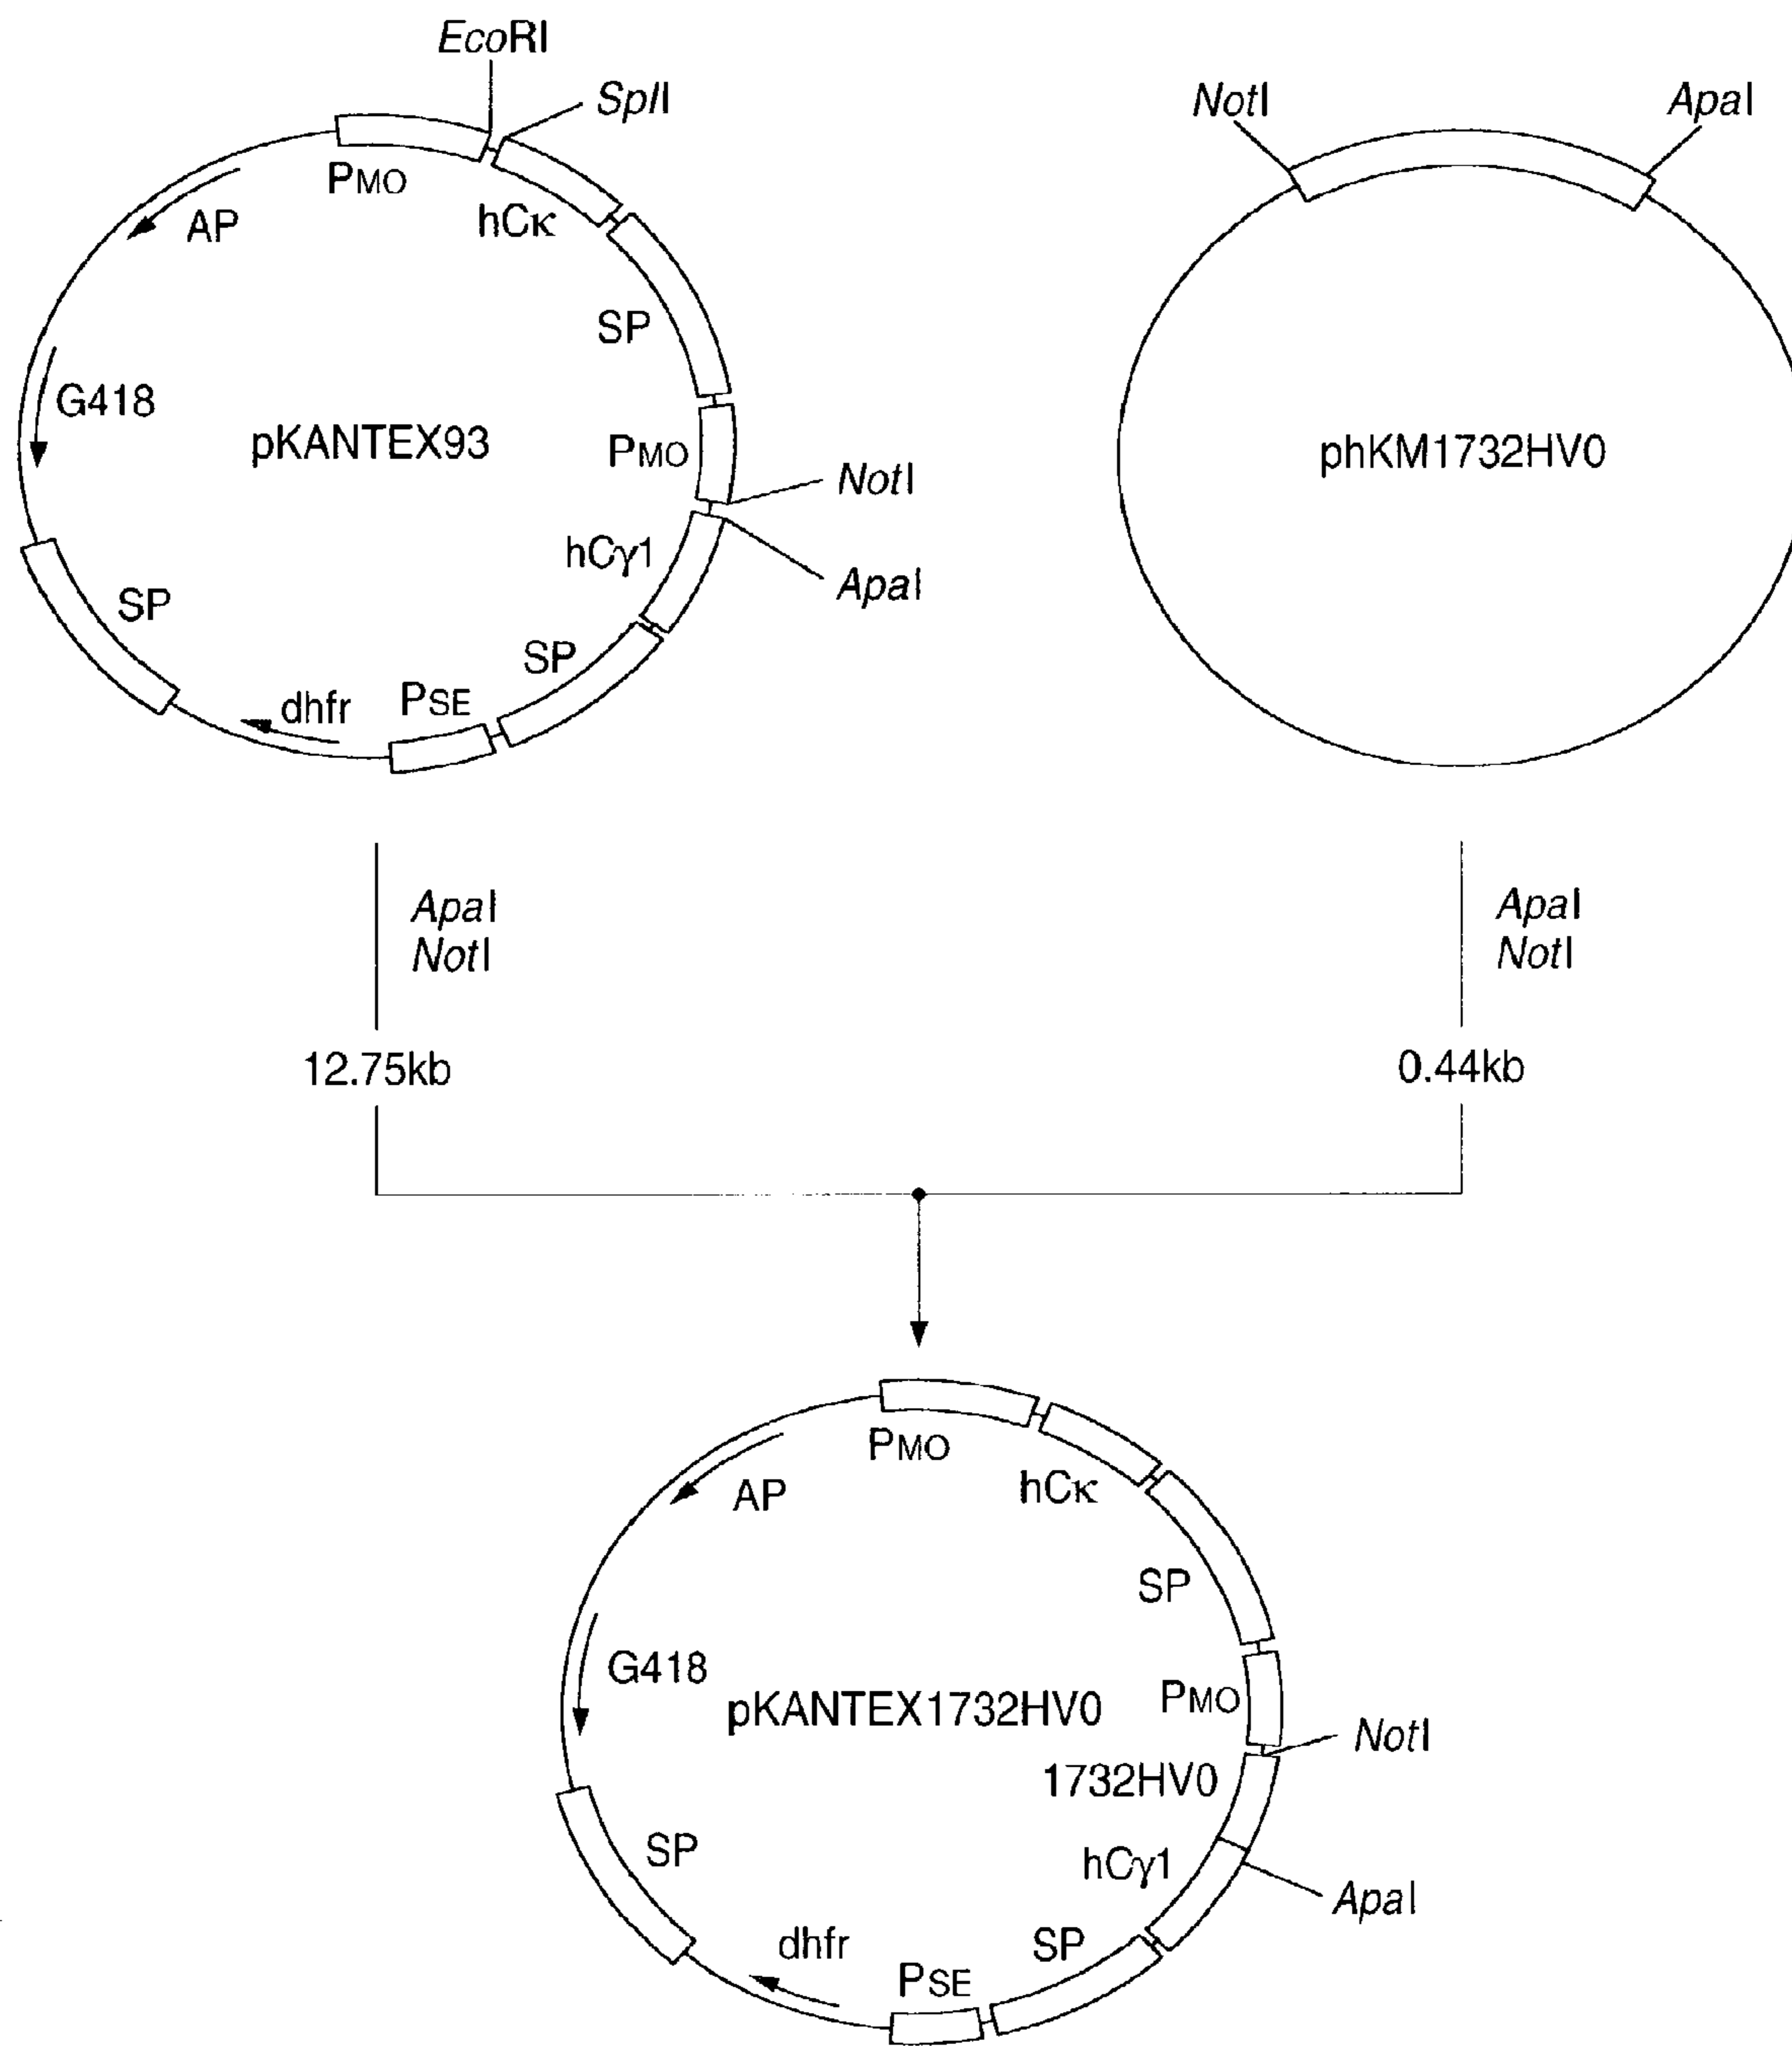 EcoRI
SplI
PMO
hCκ
AP
SP
G418
pKANTEX93
PMO
NotI
hCγ1
ApaI
SP
SP
PSE
dhfr
NotI
ApaI
phKM1732HV0
ApaI
NotI
12.75kb
ApaI
NotI
0.44kb
PMO
hCκ
AP
SP
G418
pKANTEX1732HV0
PMO
NotI
1732HV0
hCγ1
ApaI
SP
SP
dhfr
PSE